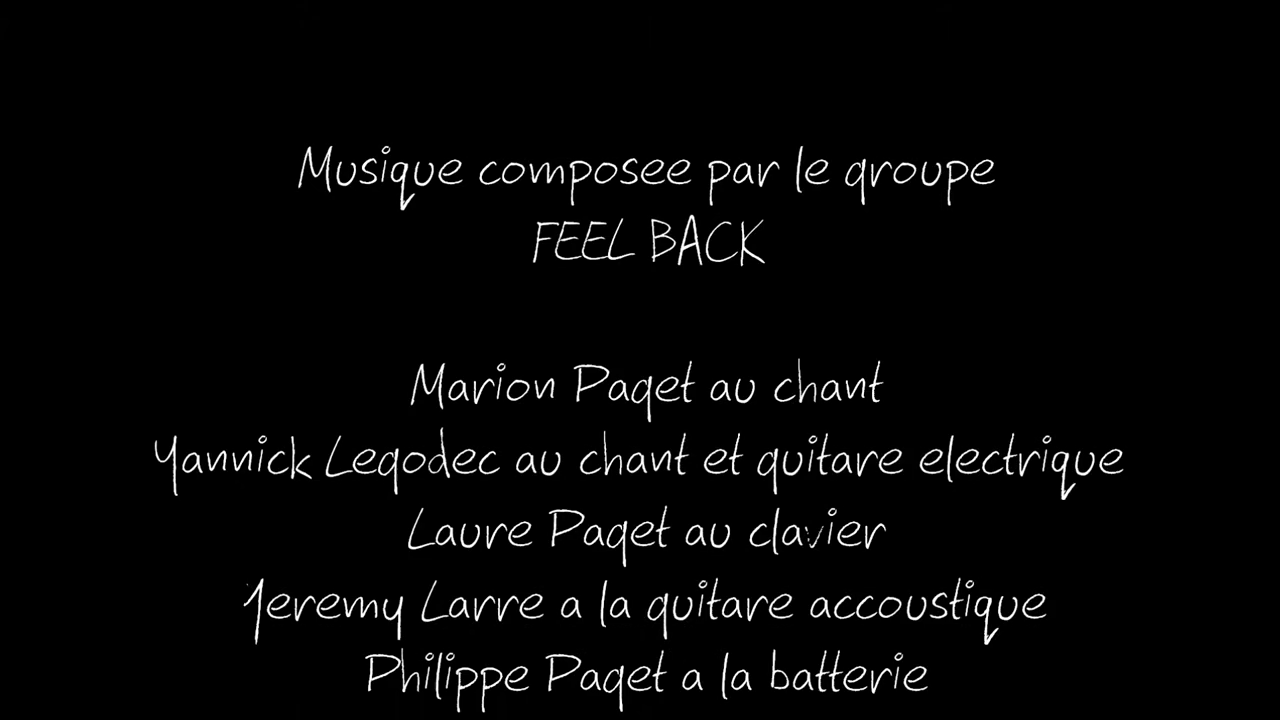 Musique composee par le groupe
FEEL BACK
Marion Paget au chant
Yannick Legodec au chant et guitare electrique
Laure Paget au clavier
Jeremy Larre a la guitare accoustique
Philippe Paget a la batterie